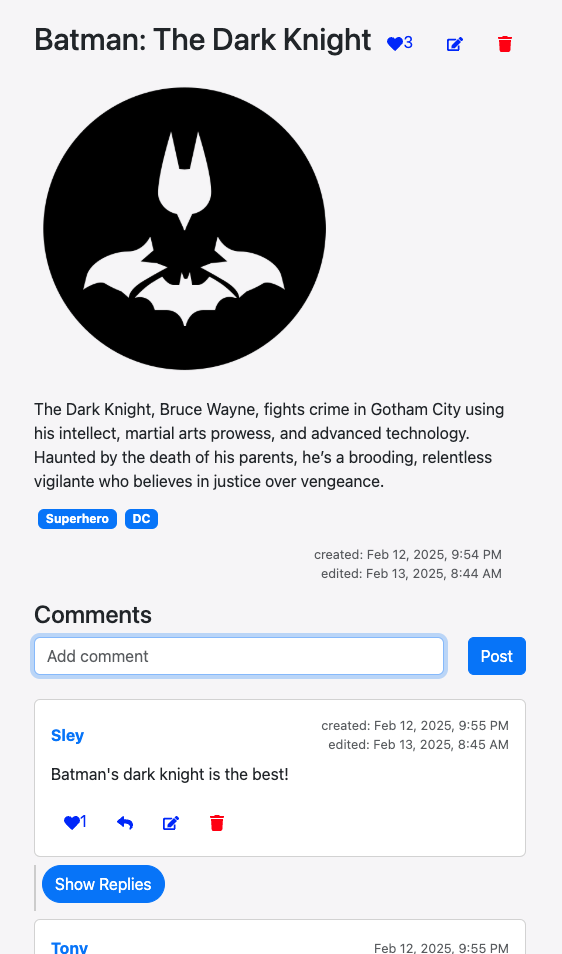 Batman: The Dark Knight 3
The Dark Knight, Bruce Wayne, fights crime in Gotham City using
his intellect, martial arts prowess, and advanced technology.
Haunted by the death of his parents, he’s a brooding, relentless
vigilante who believes in justice over vengeance.
Superhero DC
created: Feb 12, 2025, 9:54 PM
edited: Feb 13, 2025, 8:44 AM
Comments
Add comment Post
Sley
created: Feb 12, 2025, 9:55 PM
edited: Feb 13, 2025, 8:45 AM
Batman's dark knight is the best!
1
Show Replies
Tony Feb 12, 2025, 9:55 PM